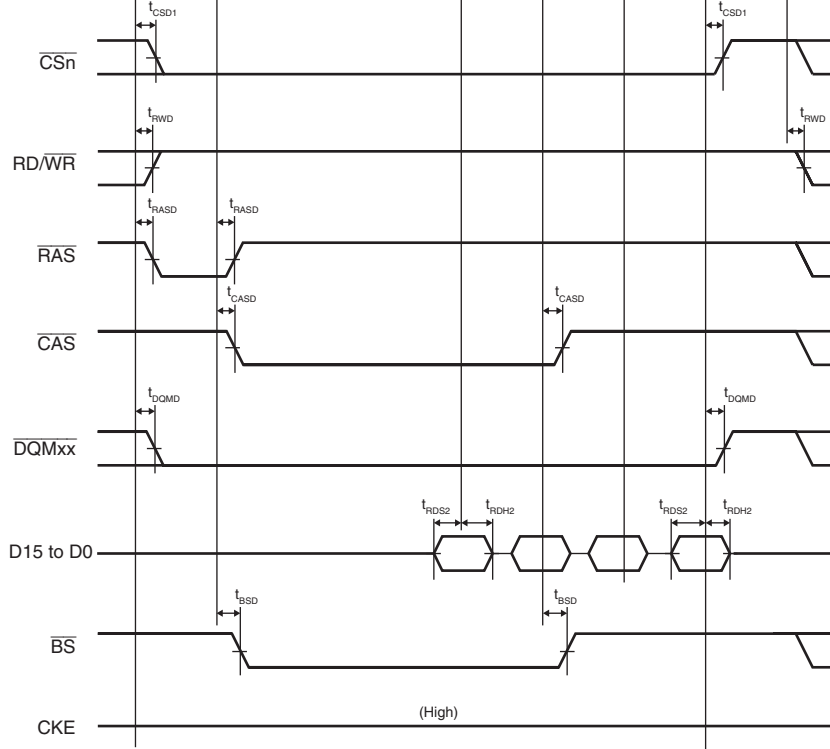 tCSD1 tCSD1
CSn
tRWD tRWD
RD/WR
tRASD tRASD
RAS
tCASD tCASD
CAS
tDQMD tDQMD
DQMxx
tRDS2 tRDH2 tRDS2 tRDH2
D15 to D0
tBSD tBSD
BS
(High)
CKE